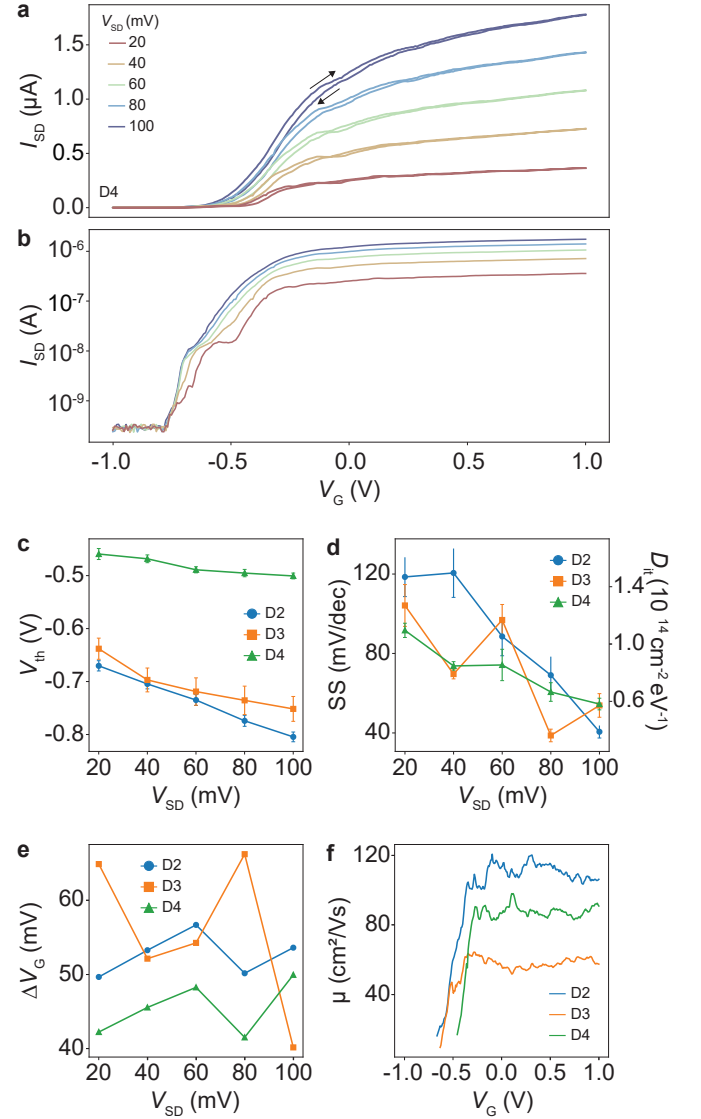 a
V_SD (mV)
20
40
60
80
100
1.5
1.0
0.5
0.0
I_SD (µA)
D4
b
10⁻⁶
10⁻⁷
10⁻⁸
10⁻⁹
I_SD (A)
-1.0 -0.5 0.0 0.5 1.0
V_G (V)
c
-0.5
-0.6
-0.7
-0.8
V_th (V)
D2
D3
D4
20 40 60 80 100
V_SD (mV)
d
120
80
40
SS (mV/dec)
D2
D3
D4
1.4
1.0
0.6
D_it (10¹⁴ cm⁻² eV⁻¹)
20 40 60 80 100
V_SD (mV)
e
60
50
40
ΔV_G (mV)
D2
D3
D4
20 40 60 80 100
V_SD (mV)
f
120
80
40
µ (cm²/Vs)
D2
D3
D4
-1.0 -0.5 0.0 0.5 1.0
V_G (V)